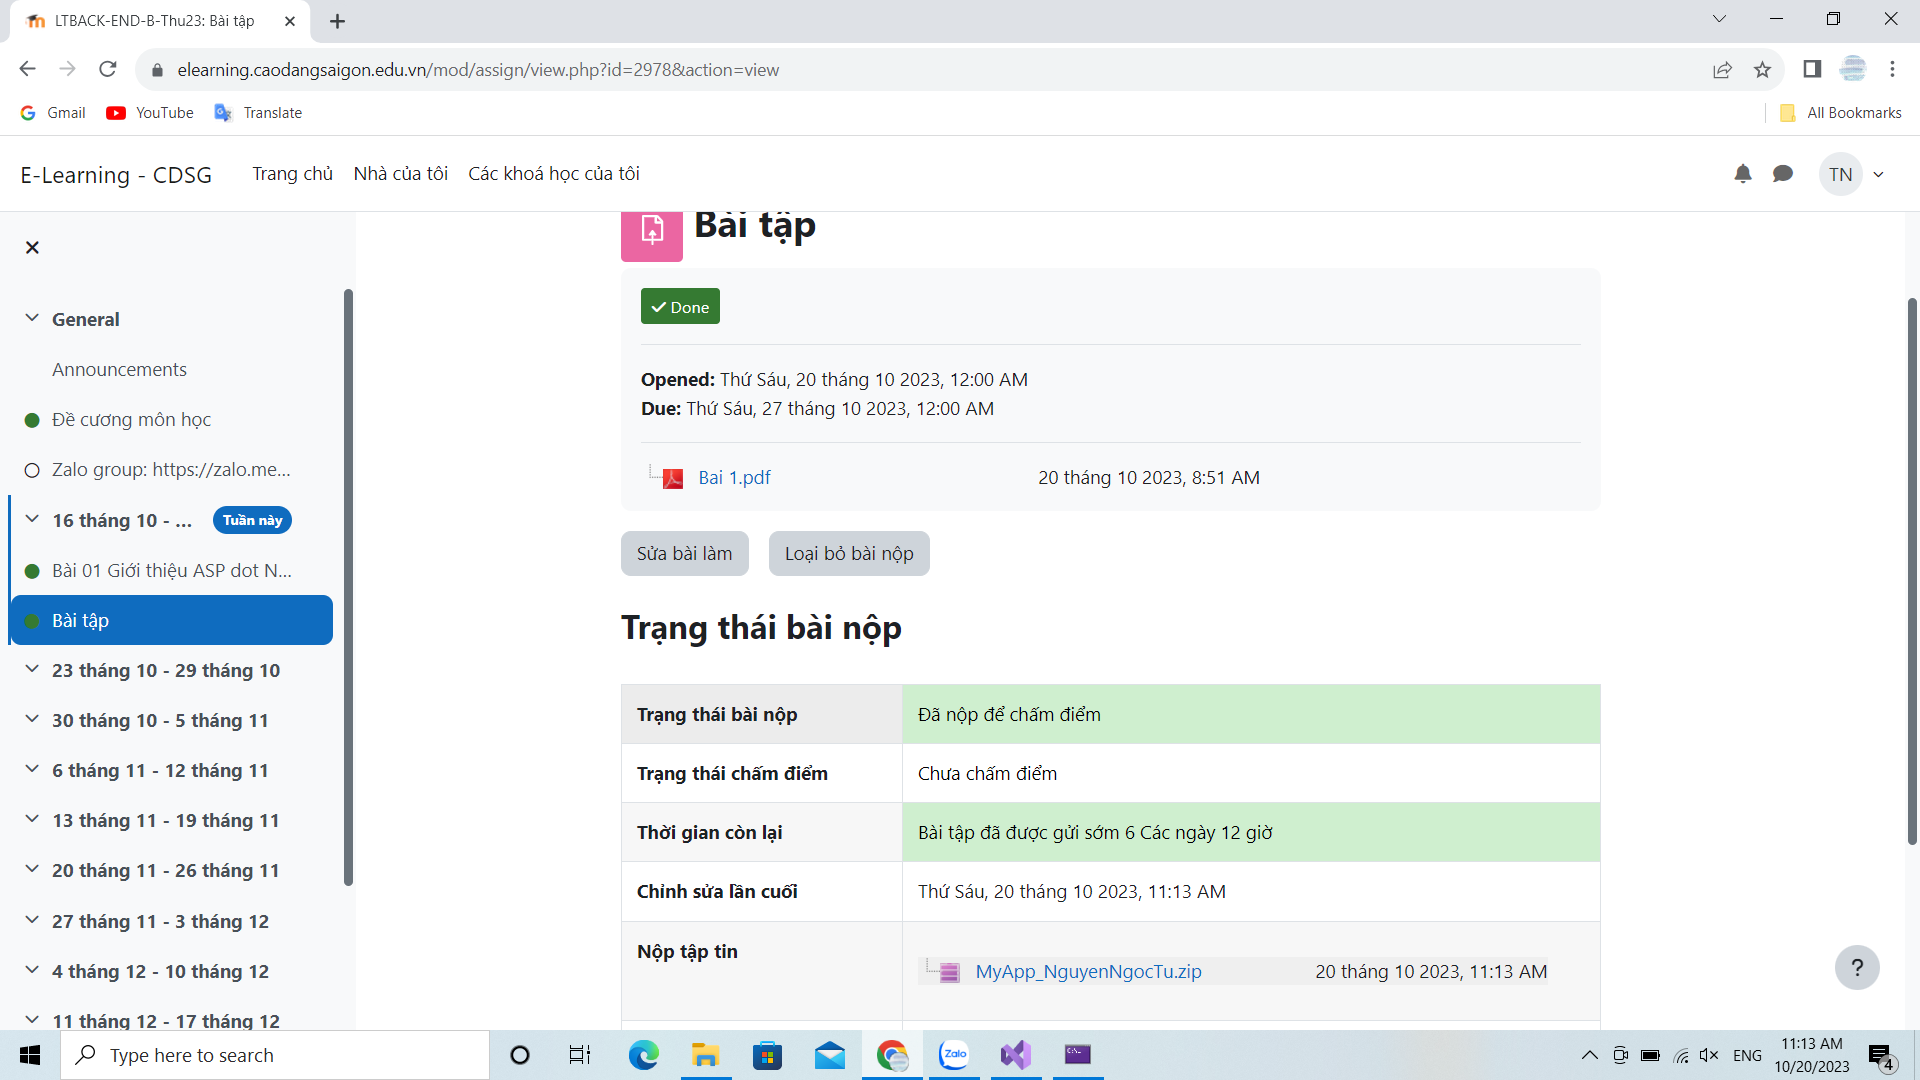 LTBACK-END-B-Thu23: Bài tập
elearning.caodangsaigon.edu.vn/mod/assign/view.php?id=2978&action=view
Gmail
YouTube
Translate
All Bookmarks
E-Learning - CDSG
Trang chủ
Nhà của tôi
Các khoá học của tôi
TN
General
Announcements
Đề cương môn học
Zalo group: https://zalo.me...
16 tháng 10 - ...
Tuần này
Bài 01 Giới thiệu ASP dot N...
Bài tập
23 tháng 10 - 29 tháng 10
30 tháng 10 - 5 tháng 11
6 tháng 11 - 12 tháng 11
13 tháng 11 - 19 tháng 11
20 tháng 11 - 26 tháng 11
27 tháng 11 - 3 tháng 12
4 tháng 12 - 10 tháng 12
11 tháng 12 - 17 tháng 12
Bài tập
Done
Opened: Thứ Sáu, 20 tháng 10 2023, 12:00 AM
Due: Thứ Sáu, 27 tháng 10 2023, 12:00 AM
Bai 1.pdf 20 tháng 10 2023, 8:51 AM
Sửa bài làm
Loại bỏ bài nộp
Trạng thái bài nộp
Trạng thái bài nộp Đã nộp để chấm điểm
Trạng thái chấm điểm Chưa chấm điểm
Thời gian còn lại Bài tập đã được gửi sớm 6 Các ngày 12 giờ
Chỉnh sửa lần cuối Thứ Sáu, 20 tháng 10 2023, 11:13 AM
Nộp tập tin
MyApp_NguyenNgocTu.zip 20 tháng 10 2023, 11:13 AM
?
Type here to search
Zalo
ENG
11:13 AM
10/20/2023
4